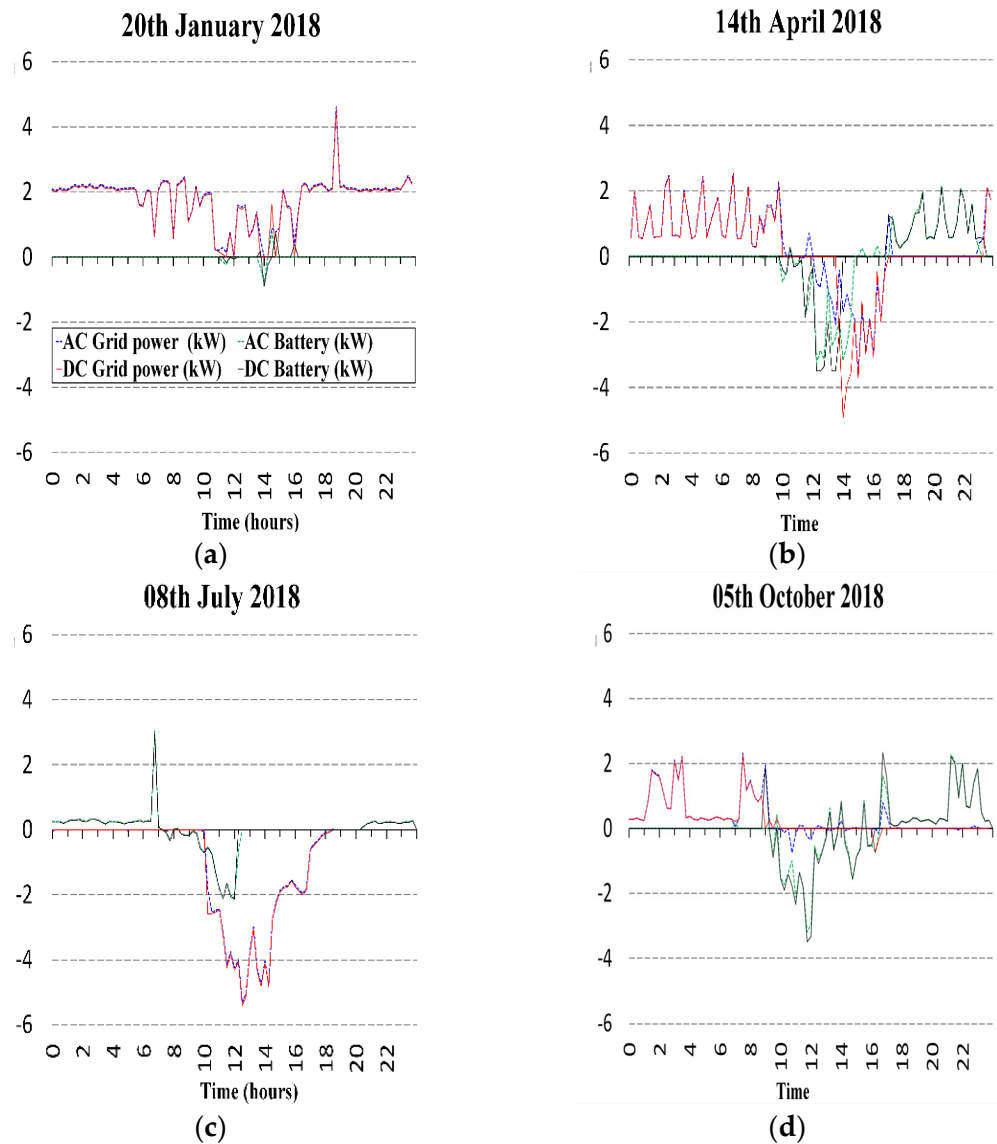 20th January 2018
6
4
2
0
-2
-4
-6
AC Grid power (kW)
AC Battery (kW)
DC Grid power (kW)
DC Battery (kW)
0 2 4 6 8 10 12 14 16 18 20 22
Time (hours)
(a)
14th April 2018
6
4
2
0
-2
-4
-6
0 2 4 6 8 10 12 14 16 18 20 22
Time
(b)
08th July 2018
6
4
2
0
-2
-4
-6
0 2 4 6 8 10 12 14 16 18 20 22
Time (hours)
(c)
05th October 2018
6
4
2
0
-2
-4
-6
0 2 4 6 8 10 12 14 16 18 20 22
Time
(d)